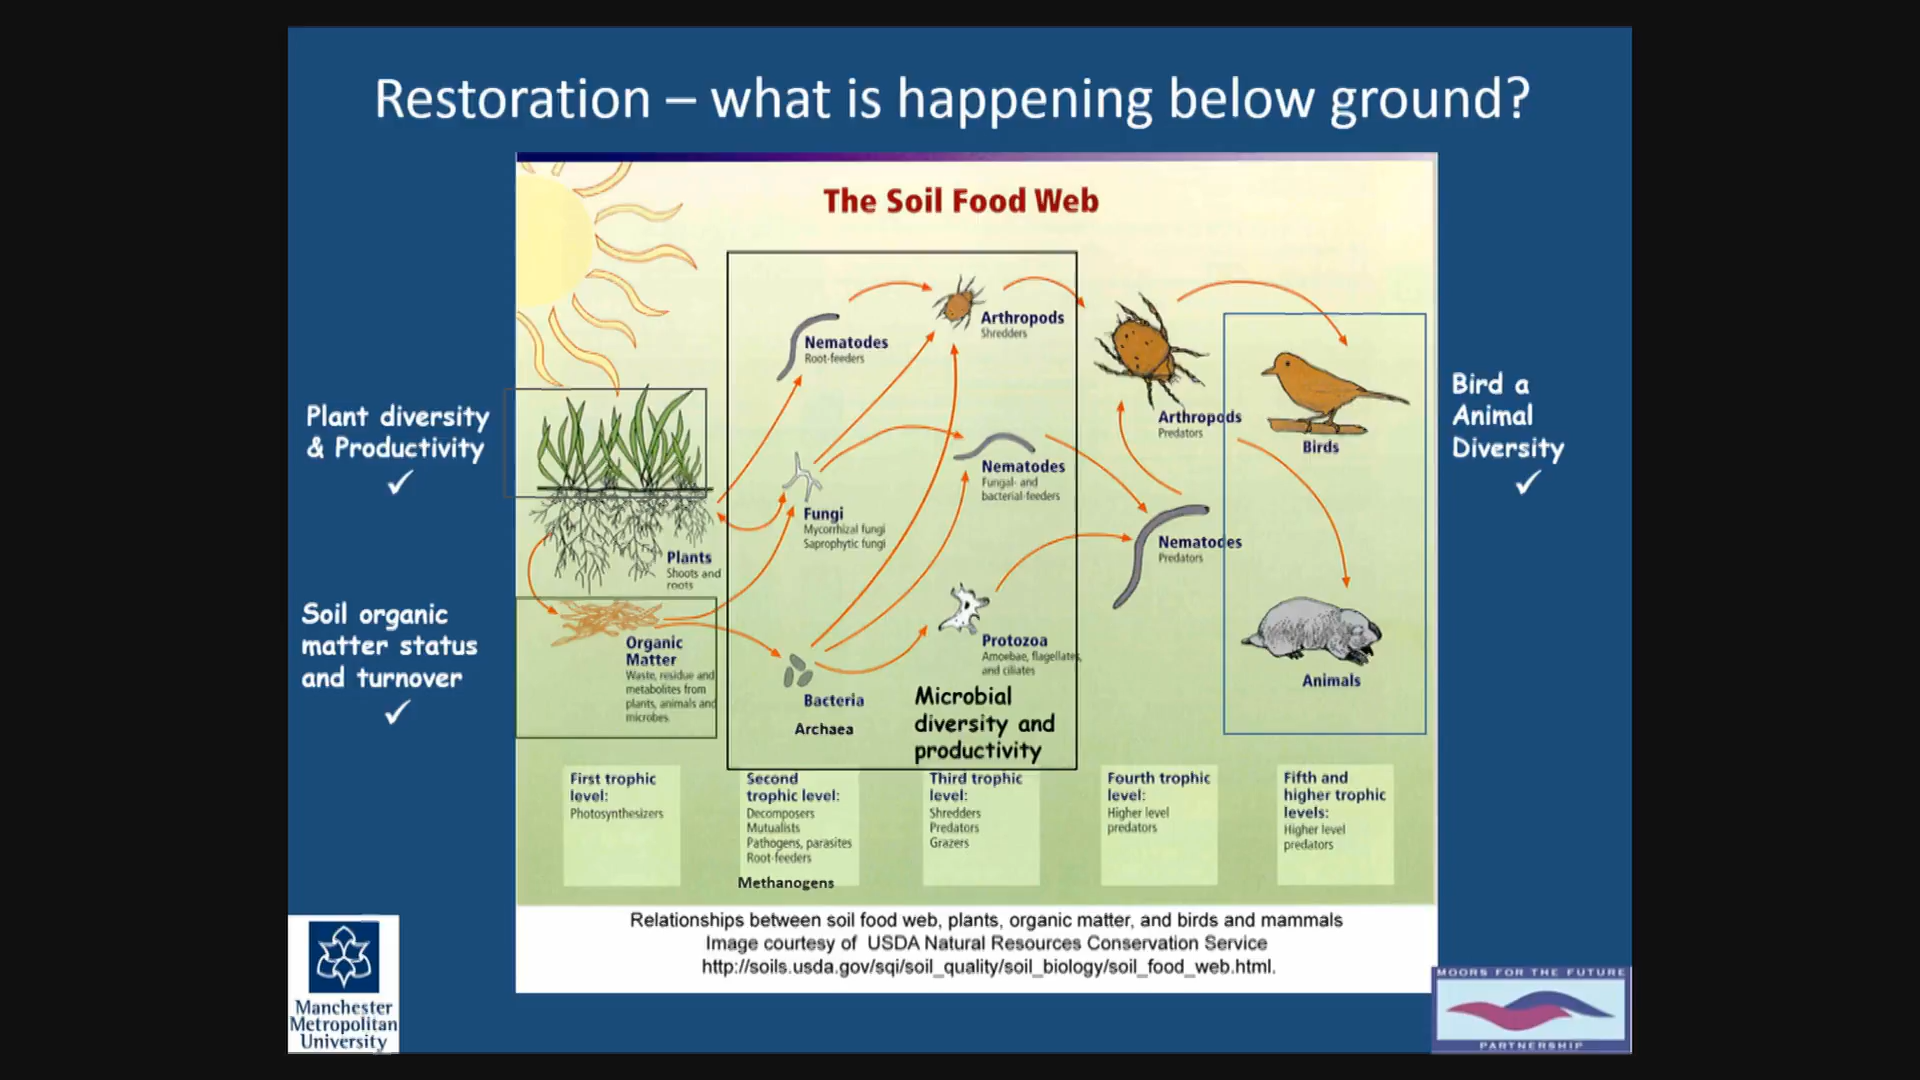 Restoration – what is happening below ground?
The Soil Food Web
Arthropods
Shredders
Nematodes
Root-feeders
Plant diversity
& Productivity
✓
Bird a
Animal
Diversity
✓
Arthropods
Predators
Birds
Nematodes
Fungal- and
bacterial-feeders
Fungi
Mycorrhizal fungi
Saprophytic fungi
Nematodes
Predators
Plants
Shoots and
roots
Soil organic
matter status
and turnover
✓
Organic
Matter
Waste, residue and
metabolites from
plants, animals and
microbes.
Protozoa
Amoebae, flagellates,
and ciliates
Animals
Bacteria
Archaea
Microbial
diversity and
productivity
First trophic
level:
Photosynthesizers
Second
trophic level:
Decomposers
Mutualists
Pathogens, parasites
Root-feeders
Methanogens
Third trophic
level:
Shredders
Predators
Grazers
Fourth trophic
level:
Higher level
predators
Fifth and
higher trophic
levels:
Higher level
predators
Relationships between soil food web, plants, organic matter, and birds and mammals
Image courtesy of USDA Natural Resources Conservation Service
http://soils.usda.gov/sqi/soil_quality/soil_biology/soil_food_web.html.
Manchester
Metropolitan
University
MOORS FOR THE FUTURE
PARTNERSHIP